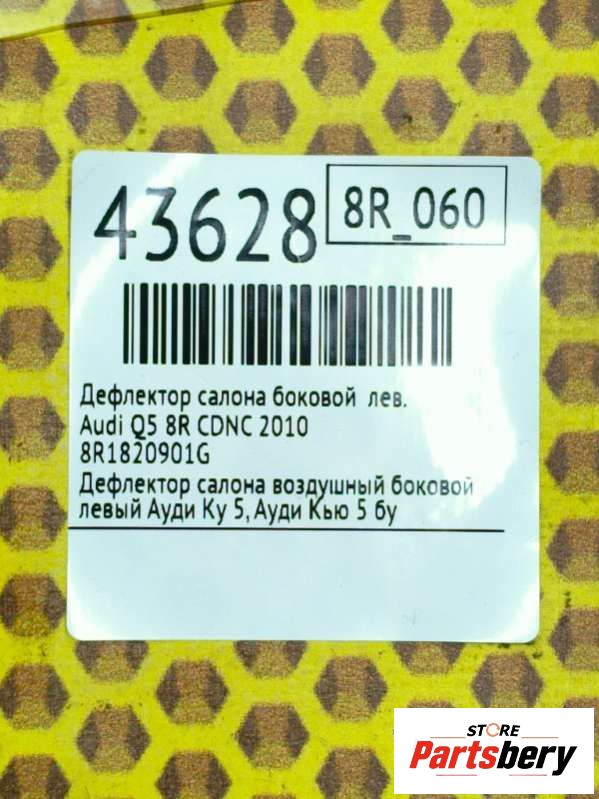 43628
8R_060
Дефлектор салона боковой лев.
Audi Q5 8R CDNC 2010
8R1820901G
Дефлектор салона воздушный боковой
левый Ауди Ку 5, Ауди Кью 5 бу
STORE
Partsbery